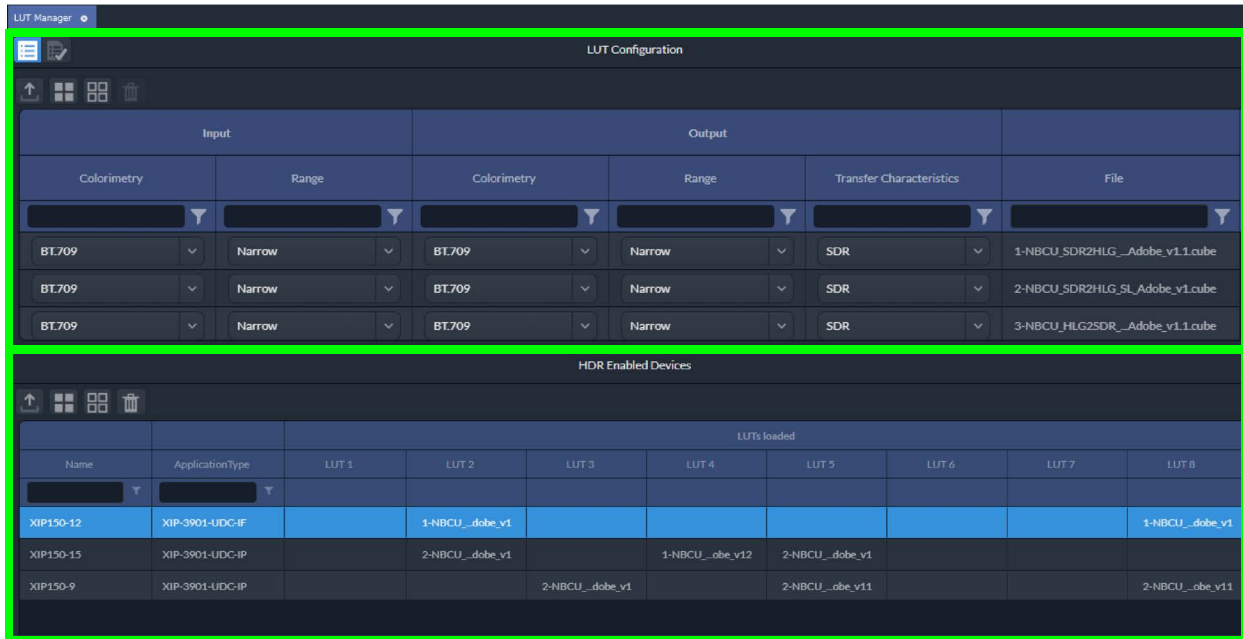 LUT Manager
LUT Configuration
Input Output
Colorimetry Range Colorimetry Range Transfer Characteristics File
BT.709 Narrow BT.709 Narrow SDR 1-NBCU_SDR2HLG_...Adobe_v1.1.cube
BT.709 Narrow BT.709 Narrow SDR 2-NBCU_SDR2HLG_SL_Adobe_v1.cube
BT.709 Narrow BT.709 Narrow SDR 3-NBCU_HLG2SDR_...Adobe_v1.1.cube
HDR Enabled Devices
LUTs loaded
Name ApplicationType LUT 1 LUT 2 LUT 3 LUT 4 LUT 5 LUT 6 LUT 7 LUT 8
XIP150-12 XIP-3901-UDC-IF 1-NBCU_...dobe_v1 1-NBCU_...dobe_v1
XIP150-15 XIP-3901-UDC-IP 2-NBCU_...dobe_v1 1-NBCU_...obe_v12 2-NBCU_...dobe_v1
XIP150-9 XIP-3901-UDC-IP 2-NBCU_...dobe_v1 2-NBCU_...obe_v11 2-NBCU_...obe_v11